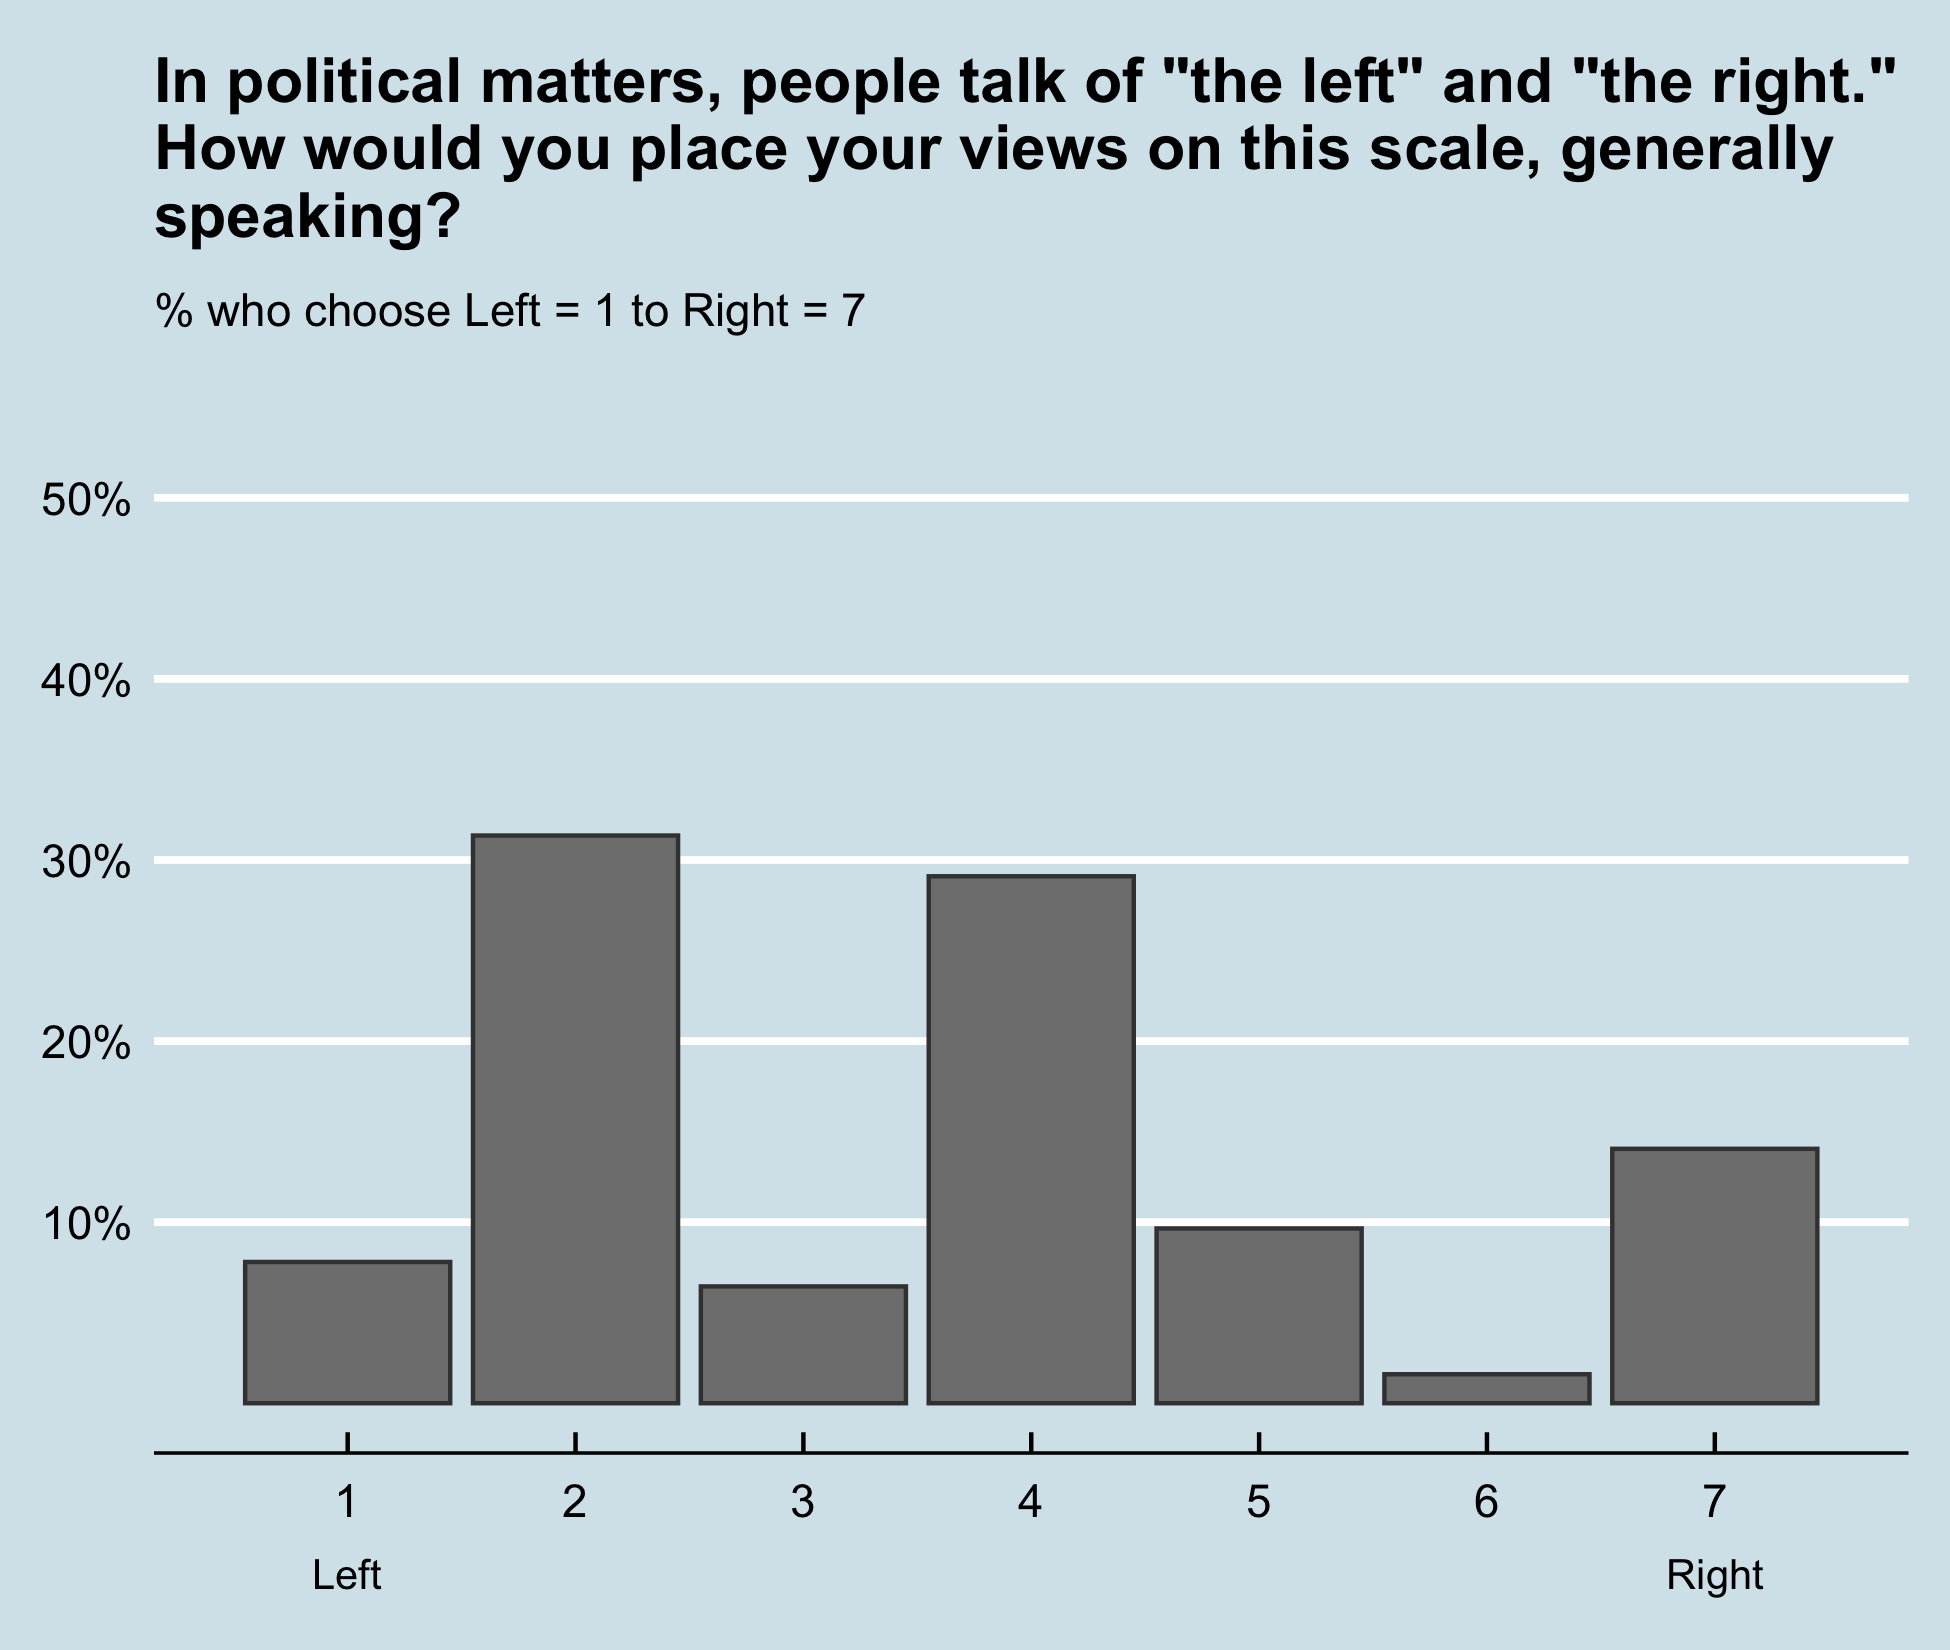 In political matters, people talk of "the left" and "the right."
How would you place your views on this scale, generally
speaking?
% who choose Left = 1 to Right = 7
50%
40%
30%
20%
10%
1 2 3 4 5 6 7
Left Right